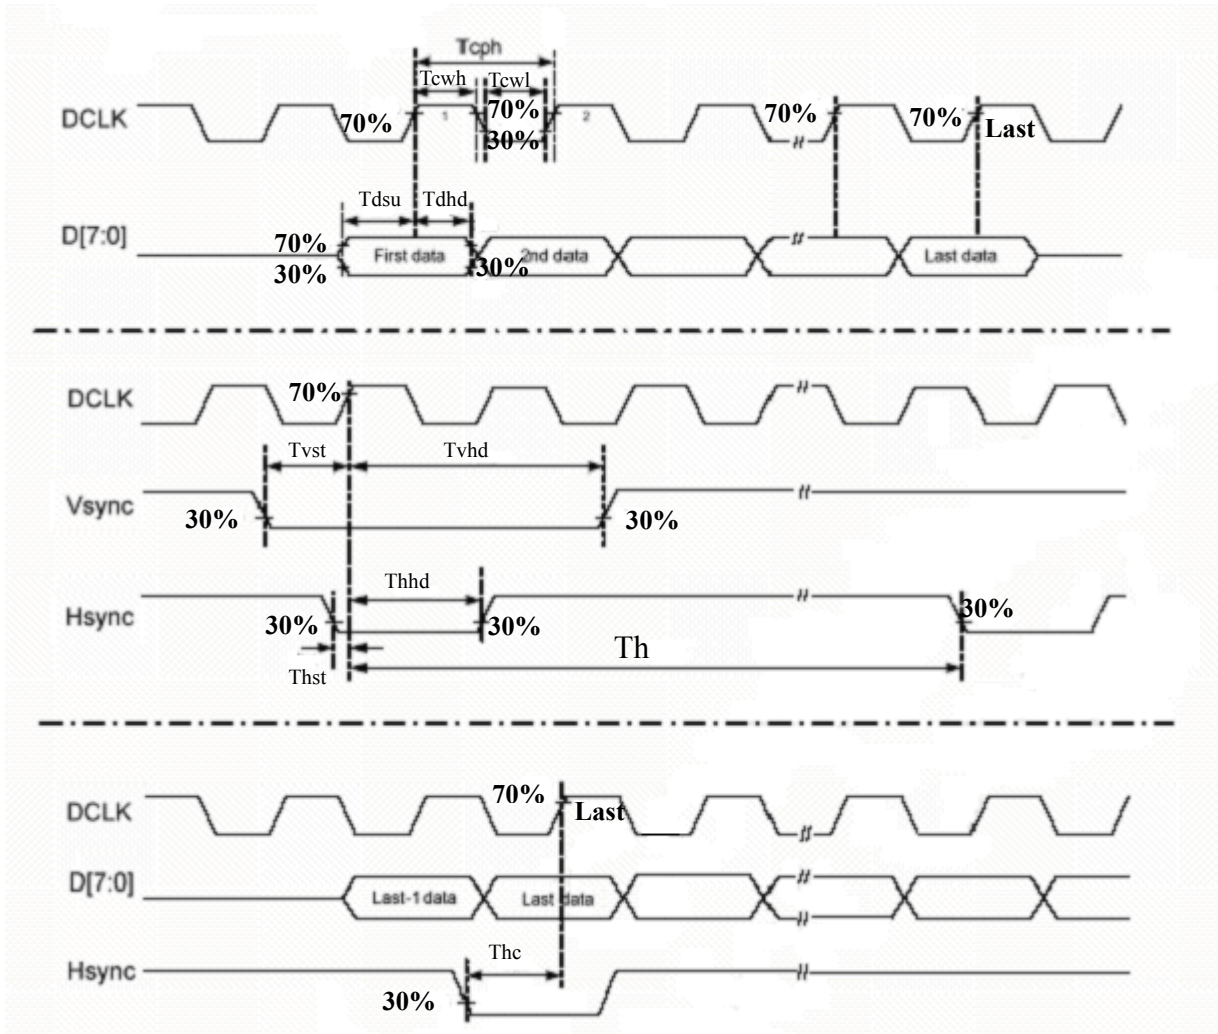 Tcph
Tcwh Tcwl
DCLK 70% 1 70% 2 70% 70% Last
30%
Tdsu Tdhd
D[7:0]
70% First data 2nd data Last data
30% 30%
DCLK 70%
Tvst Tvhd
Vsync 30% 30%
Thhd
Hsync 30% 30% 30%
Th
Thst
DCLK 70% Last
D[7:0] Last-1 data Last data
Thc
Hsync
30%